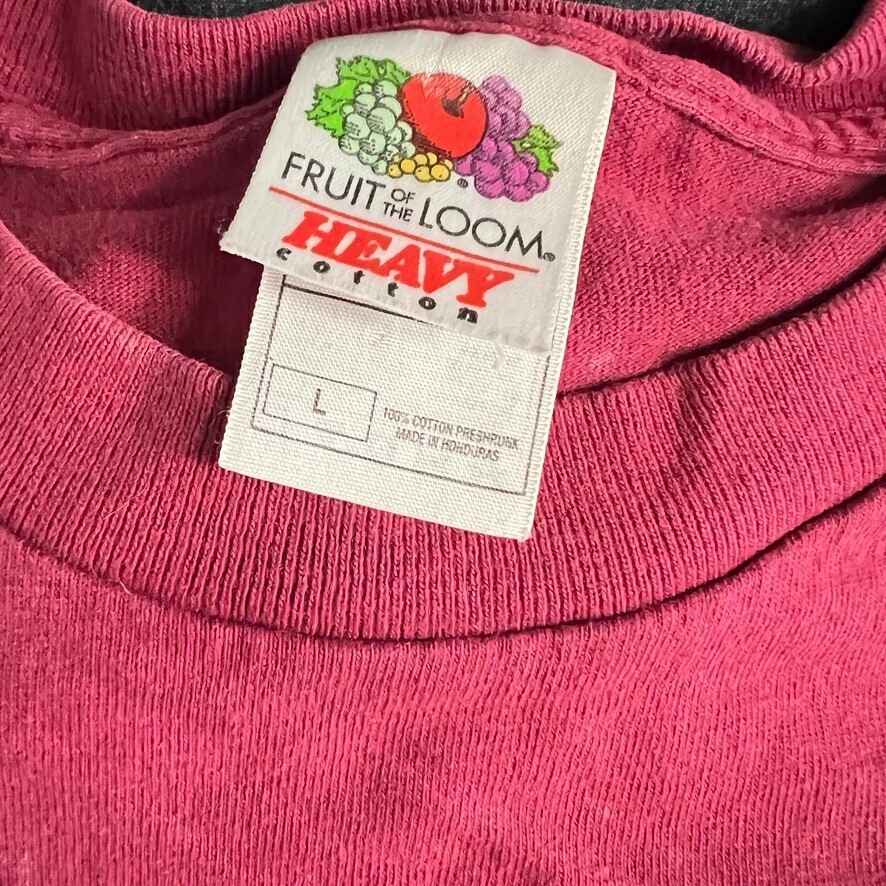 FRUIT OF THE LOOM®
HEAVY
cotton
L
100% COTTON PRESHRUNK
MADE IN HONDURAS